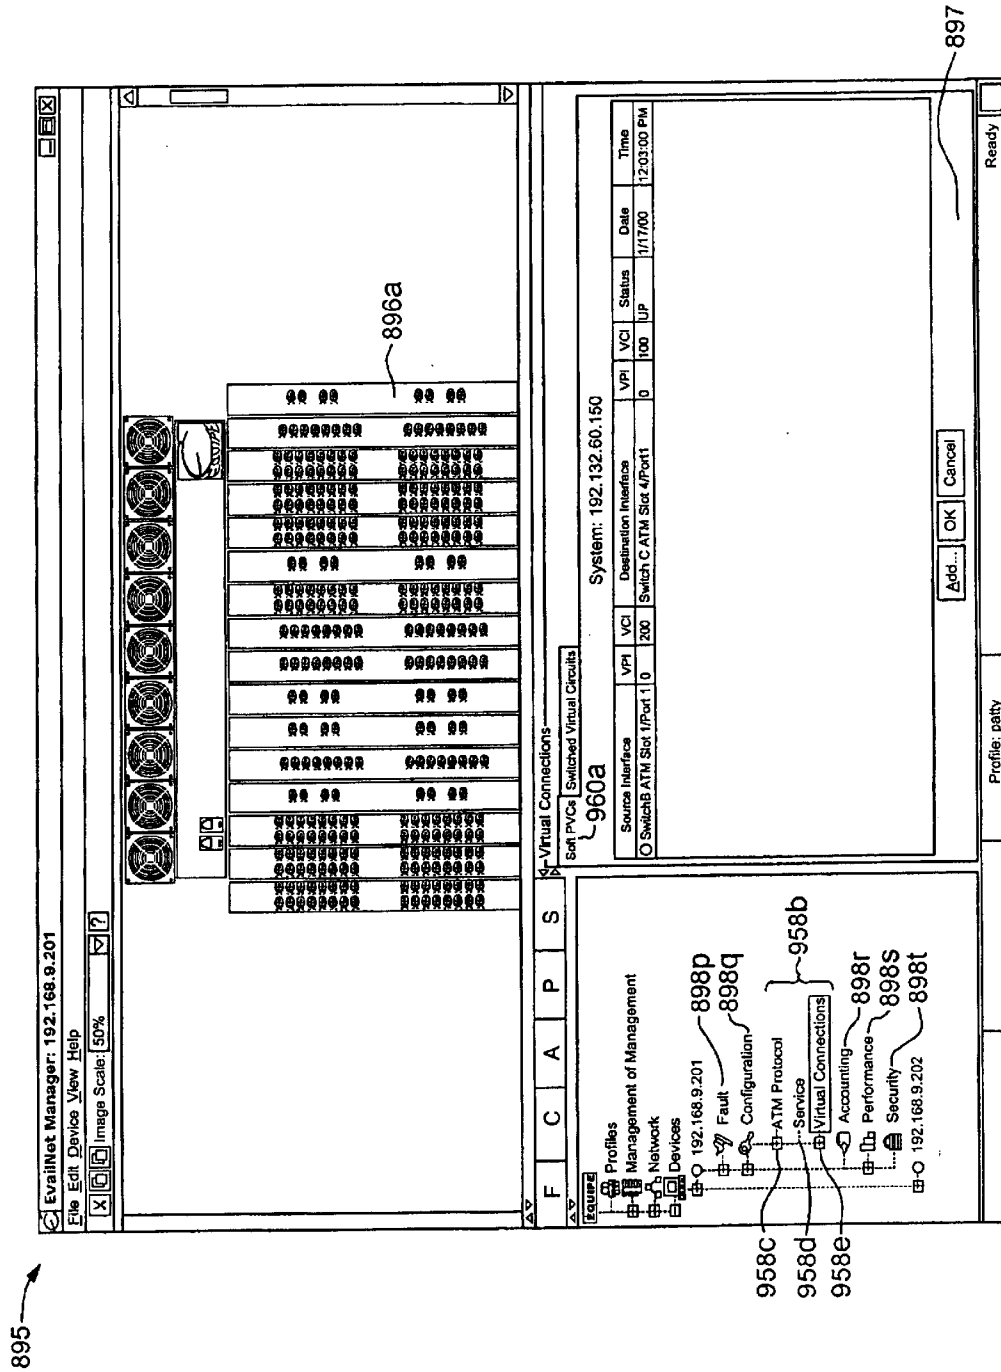 895
EvailNet Manager: 192.168.9.201
File Edit Device View Help
X Image Scale: 50% ?
896a
F C A P S
EQUIPE
Profiles
Management of Management
Network
Devices
192.168.9.201
Fault
Configuration
ATM Protocol
Service
Virtual Connections
Accounting
Performance
Security
192.168.9.202
898p
898q
958b
898r
898s
898t
958c
958d
958e
Virtual Connections
Soft PVCs Switched Virtual Circuits
960a
System: 192.132.60.150
Source Interface VPI VCI Destination Interface VPI VCI Status Date Time
SwitchB ATM Slot 1/Port 1 0 200 Switch C ATM Slot 4/Port1 0 100 UP 1/17/00 12:03:00 PM
Add... OK Cancel
897
Profile: patty Ready